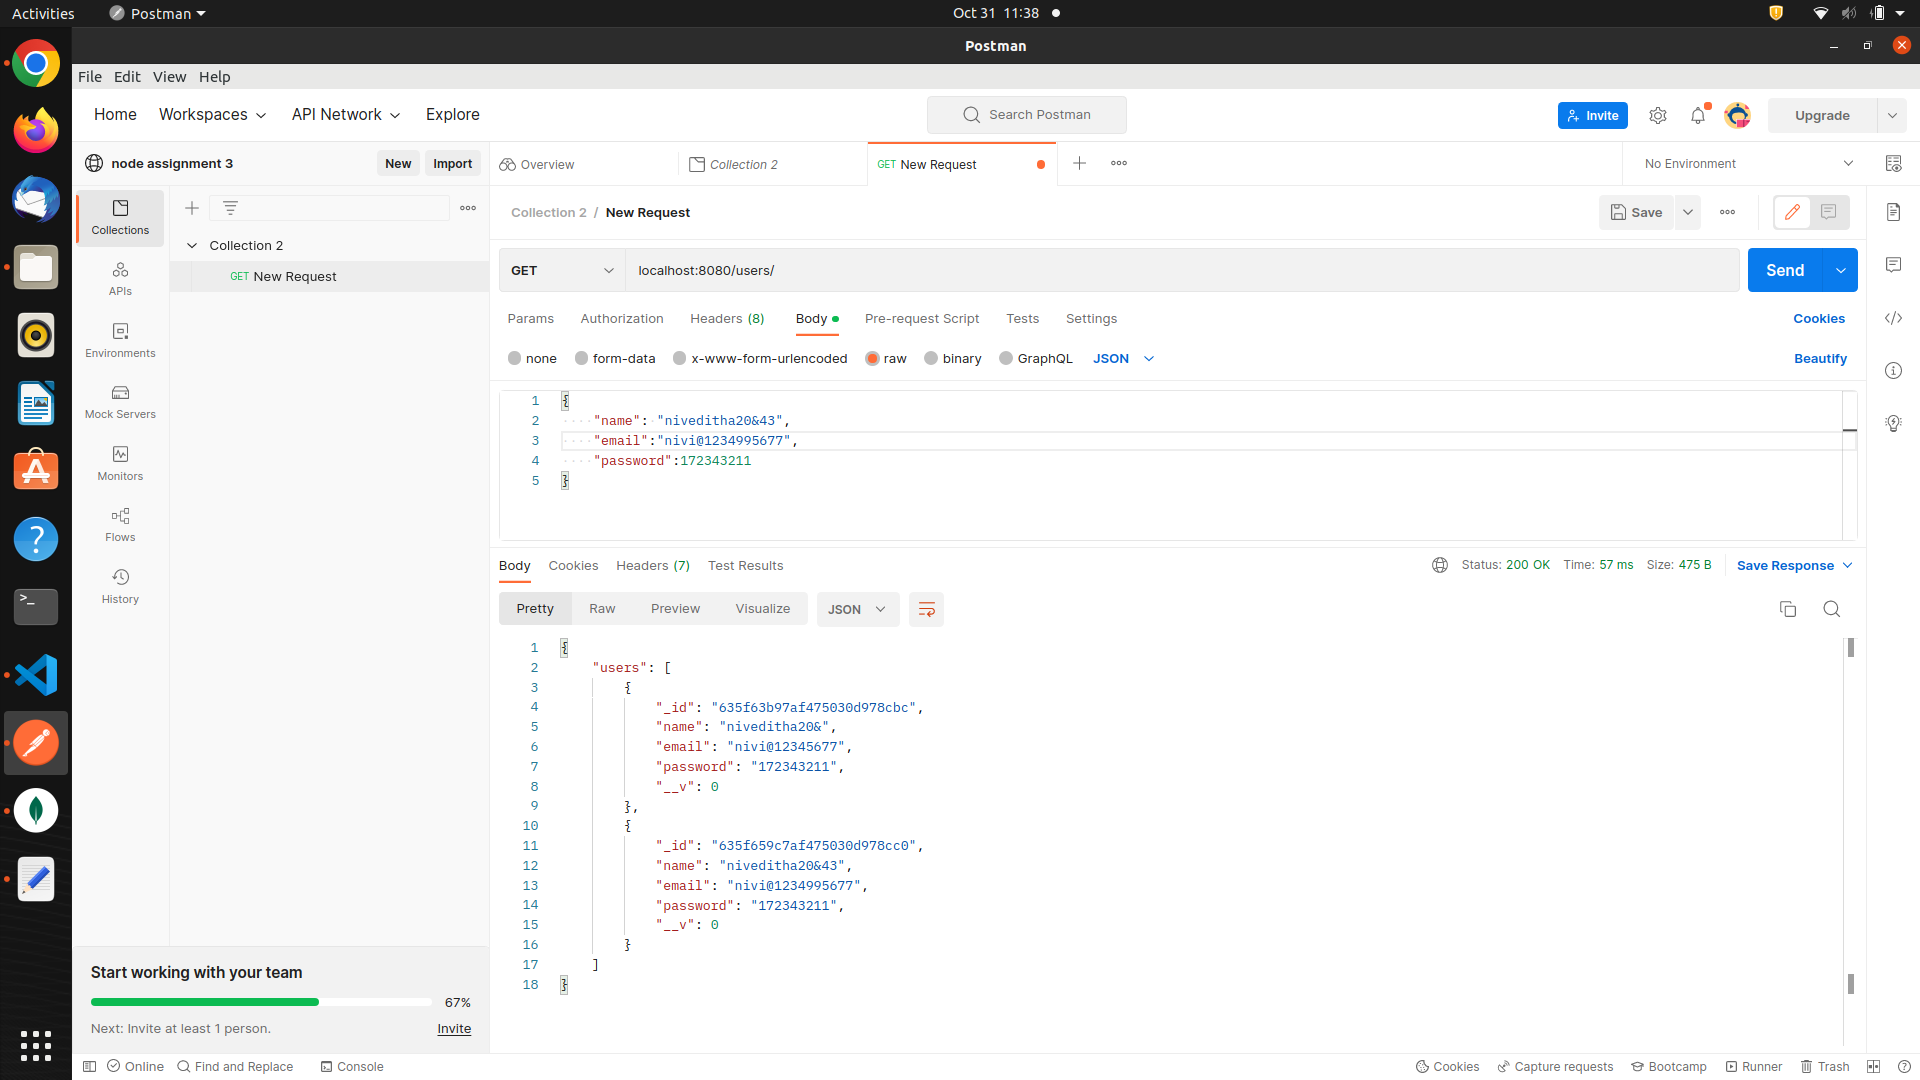 Activities
Postman
Oct 31 11:38
Postman
File Edit View Help
Home Workspaces API Network Explore
Search Postman
Invite
Upgrade
node assignment 3
New Import
Overview
Collection 2
GET New Request
No Environment
Collections
Collection 2
GET New Request
APIs
Environments
Mock Servers
Monitors
Flows
History
Collection 2 / New Request
Save
GET
localhost:8080/users/
Send
Params Authorization Headers (8) Body Pre-request Script Tests Settings
Cookies
none form-data x-www-form-urlencoded raw binary GraphQL JSON
Beautify
1 {
2 "name": "niveditha20&43",
3 "email":"nivi@1234995677",
4 "password":172343211
5 }
Body Cookies Headers (7) Test Results
Status: 200 OK Time: 57 ms Size: 475 B
Save Response
Pretty Raw Preview Visualize
JSON
1 {
2 "users": [
3 {
4 "_id": "635f63b97af475030d978cbc",
5 "name": "niveditha20&",
6 "email": "nivi@12345677",
7 "password": "172343211",
8 "__v": 0
9 },
10 {
11 "_id": "635f659c7af475030d978cc0",
12 "name": "niveditha20&43",
13 "email": "nivi@1234995677",
14 "password": "172343211",
15 "__v": 0
16 }
17 ]
18 }
Start working with your team
67%
Next: Invite at least 1 person.
Invite
Online
Find and Replace
Console
Cookies
Capture requests
Bootcamp
Runner
Trash